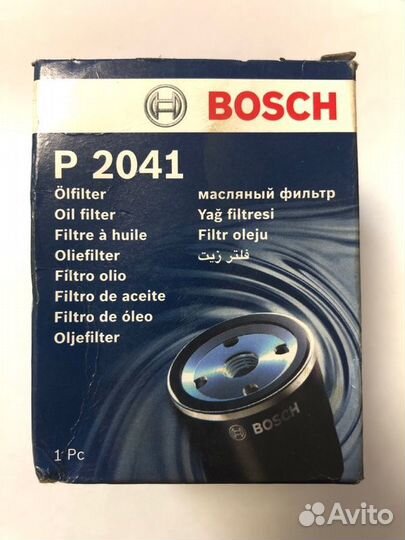 BOSCH
P 2041
Ölfilter
Oil filter
Filtre à huile
Oliefilter
Filtro olio
Filtro de aceite
Filtro de óleo
Oljefilter
масляный фильтр
Yağ filtresi
Filtr oleju
فلتر زيت
BOSCH
1 Pc
Avito